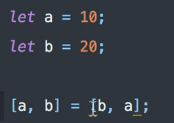 let a = 10;
let b = 20;
[a, b] = [b, a];